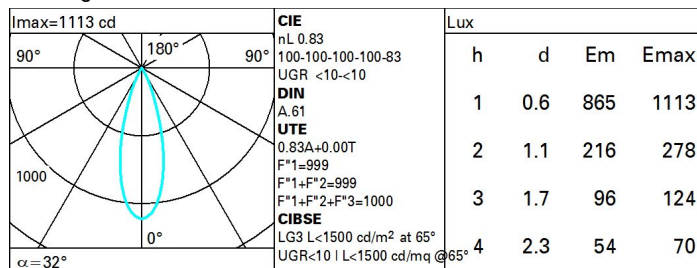 Imax=1113 cd
90° 180° 90°
1000
0°
α=32°
CIE
nL 0.83
100-100-100-100-83
UGR <10-<10
DIN
A.61
UTE
0.83A+0.00T
F"1=999
F"1+F"2=999
F"1+F"2+F"3=1000
CIBSE
LG3 L<1500 cd/m² at 65°
UGR<10 | L<1500 cd/mq @65°
Lux
h d Em Emax
1 0.6 865 1113
2 1.1 216 278
3 1.7 96 124
4 2.3 54 70